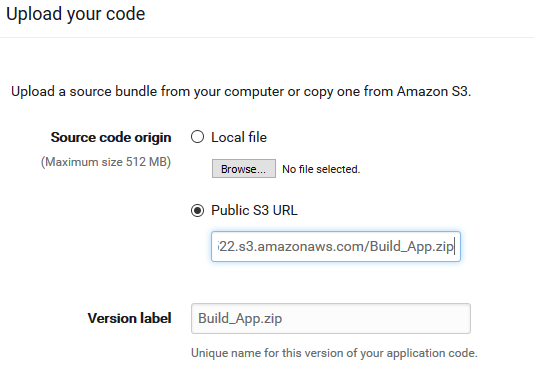 Upload your code
Upload a source bundle from your computer or copy one from Amazon S3.
Source code origin
Local file
(Maximum size 512 MB)
Browse...
No file selected.
Public S3 URL
22.s3.amazonaws.com/Build_App.zip
Version label
Build_App.zip
Unique name for this version of your application code.